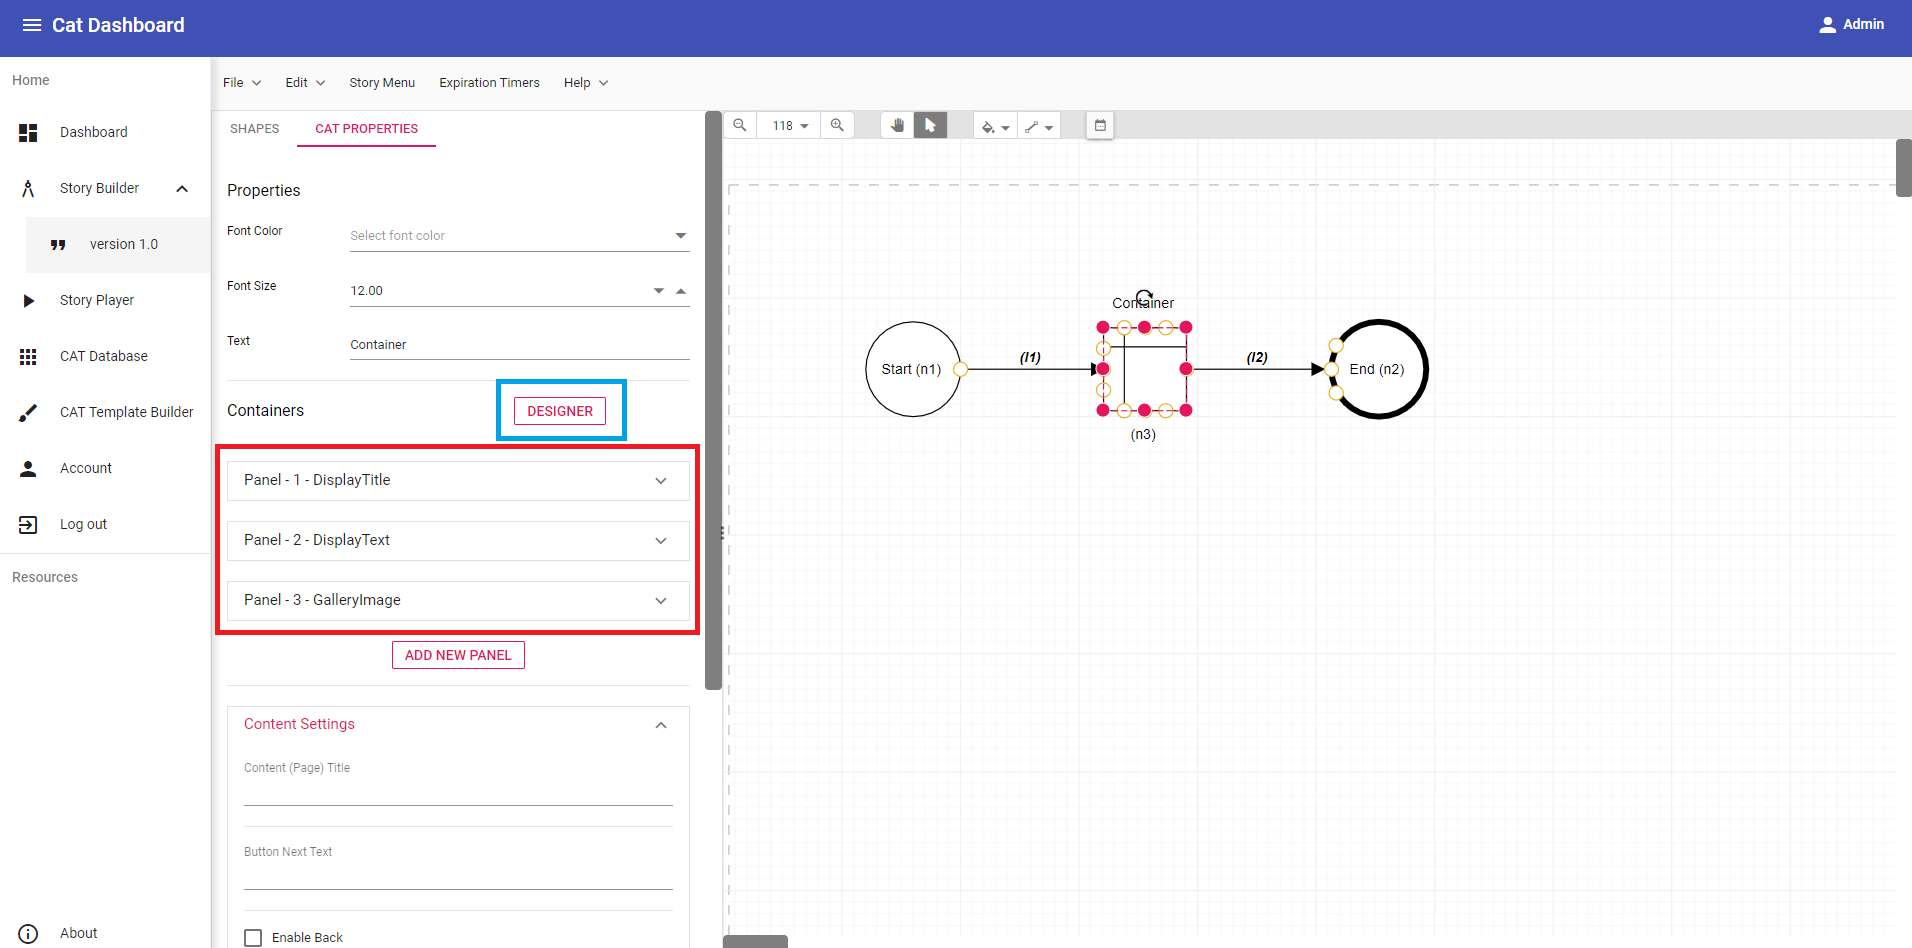 Cat Dashboard
Admin
Home
Dashboard
Story Builder
version 1.0
Story Player
CAT Database
CAT Template Builder
Account
Log out
Resources
About
File
Edit
Story Menu
Expiration Timers
Help
SHAPES
CAT PROPERTIES
Properties
Font Color
Select font color
Font Size
12.00
Text
Container
Containers
DESIGNER
Panel - 1 - DisplayTitle
Panel - 2 - DisplayText
Panel - 3 - GalleryImage
ADD NEW PANEL
Content Settings
Content (Page) Title
Button Next Text
Enable Back
118
Container
Start (n1)
(l1)
(l2)
End (n2)
(n3)